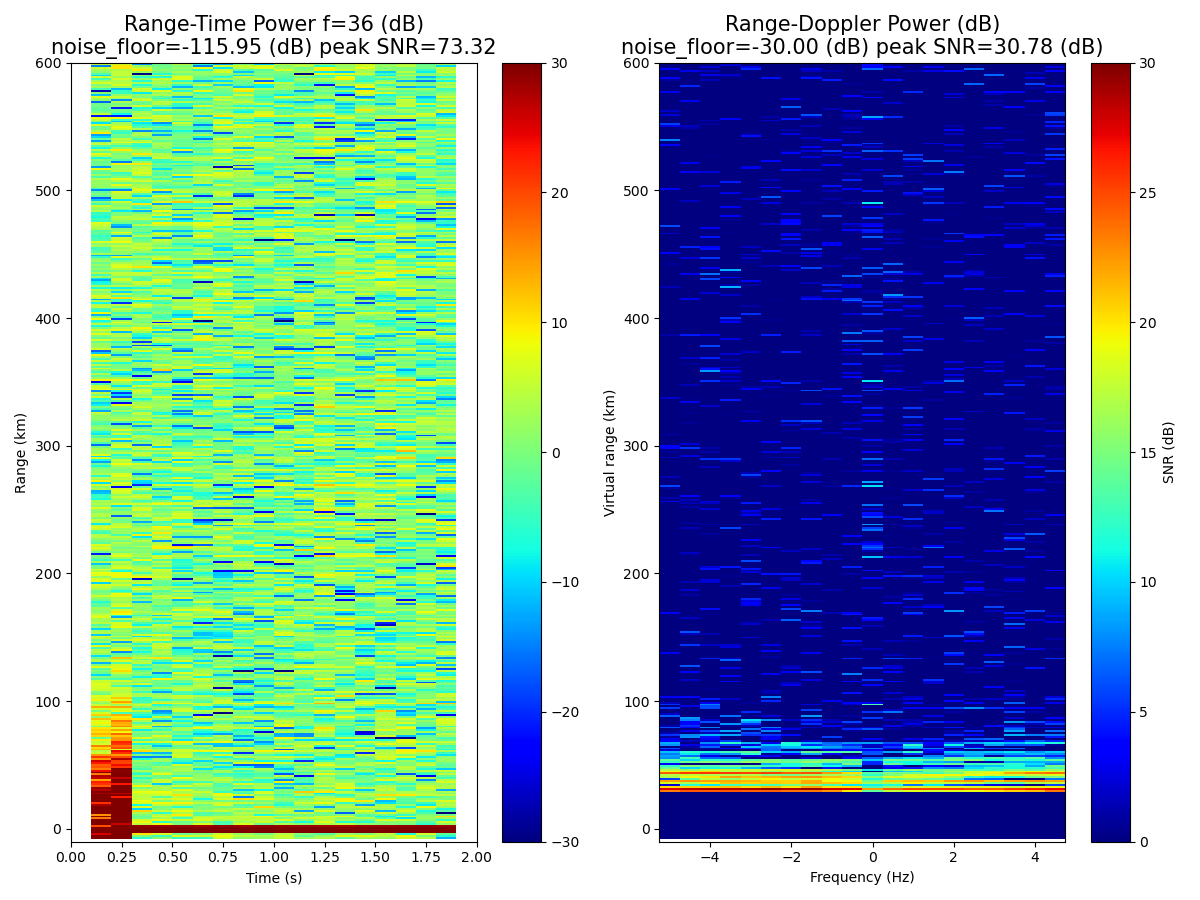 Range-Time Power f=36 (dB)
noise_floor=-115.95 (dB) peak SNR=73.32
Range-Doppler Power (dB)
noise_floor=-30.00 (dB) peak SNR=30.78 (dB)
600
500
400
300
200
100
0
Range (km)
0.00 0.25 0.50 0.75 1.00 1.25 1.50 1.75 2.00
Time (s)
30
20
10
0
−10
−20
−30
600
500
400
300
200
100
0
Virtual range (km)
−4 −2 0 2 4
Frequency (Hz)
30
25
20
15
10
5
0
SNR (dB)